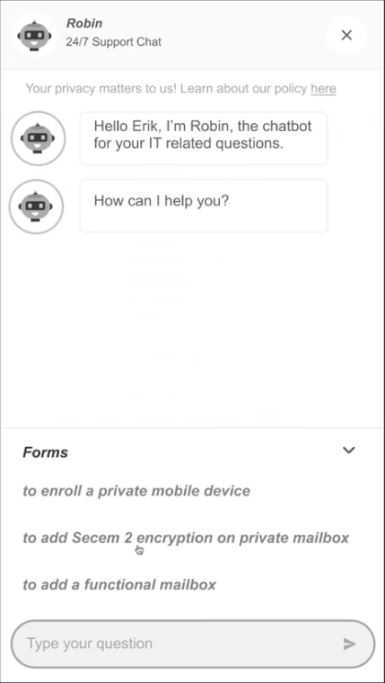 Robin
24/7 Support Chat
Your privacy matters to us! Learn about our policy here
Hello Erik, I'm Robin, the chatbot
for your IT related questions.
How can I help you?
Forms
to enroll a private mobile device
to add Secem 2 encryption on private mailbox
to add a functional mailbox
Type your question